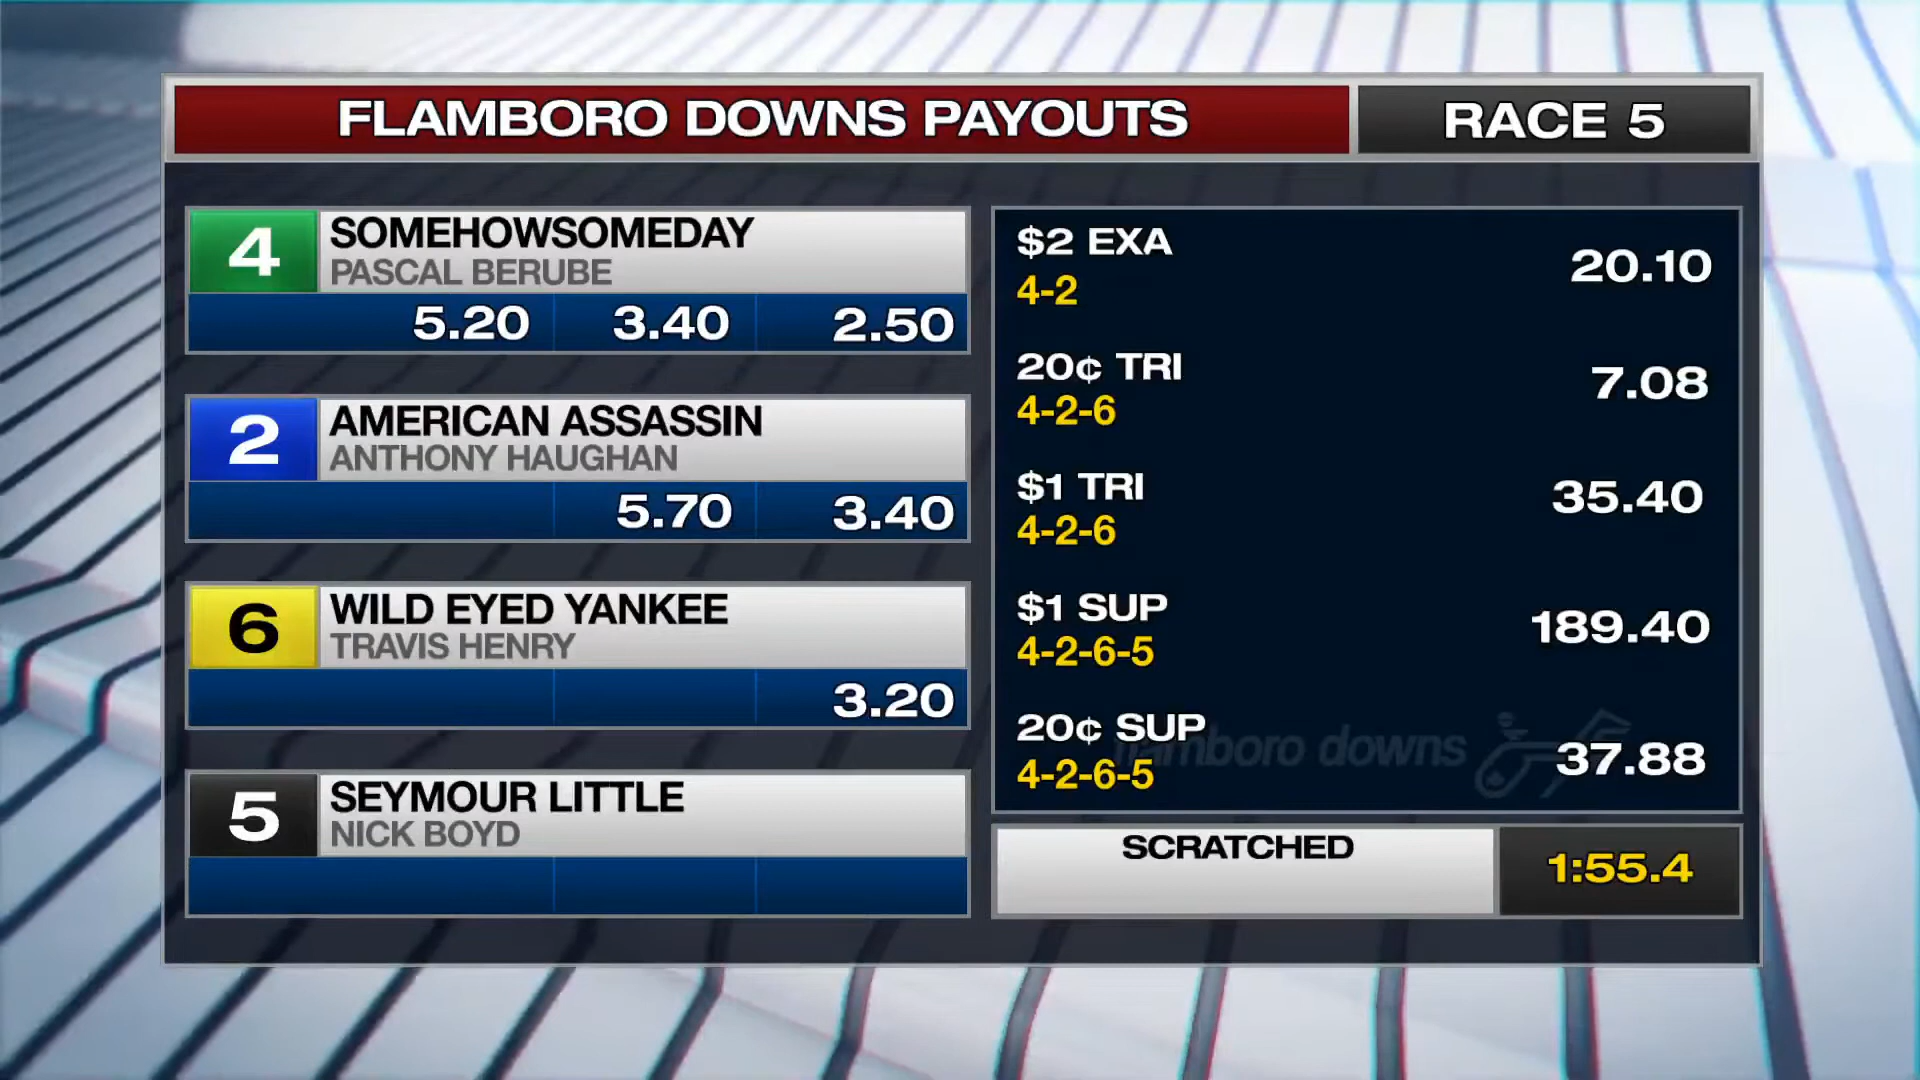 FLAMBORO DOWNS PAYOUTS
RACE 5
4
SOMEHOWSOMEDAY
PASCAL BERUBE
5.20 3.40 2.50
2
AMERICAN ASSASSIN
ANTHONY HAUGHAN
5.70 3.40
6
WILD EYED YANKEE
TRAVIS HENRY
3.20
5
SEYMOUR LITTLE
NICK BOYD
$2 EXA
4-2
20.10
20¢ TRI
4-2-6
7.08
$1 TRI
4-2-6
35.40
$1 SUP
4-2-6-5
189.40
20¢ SUP
4-2-6-5
37.88
flamboro downs
SCRATCHED
1:55.4